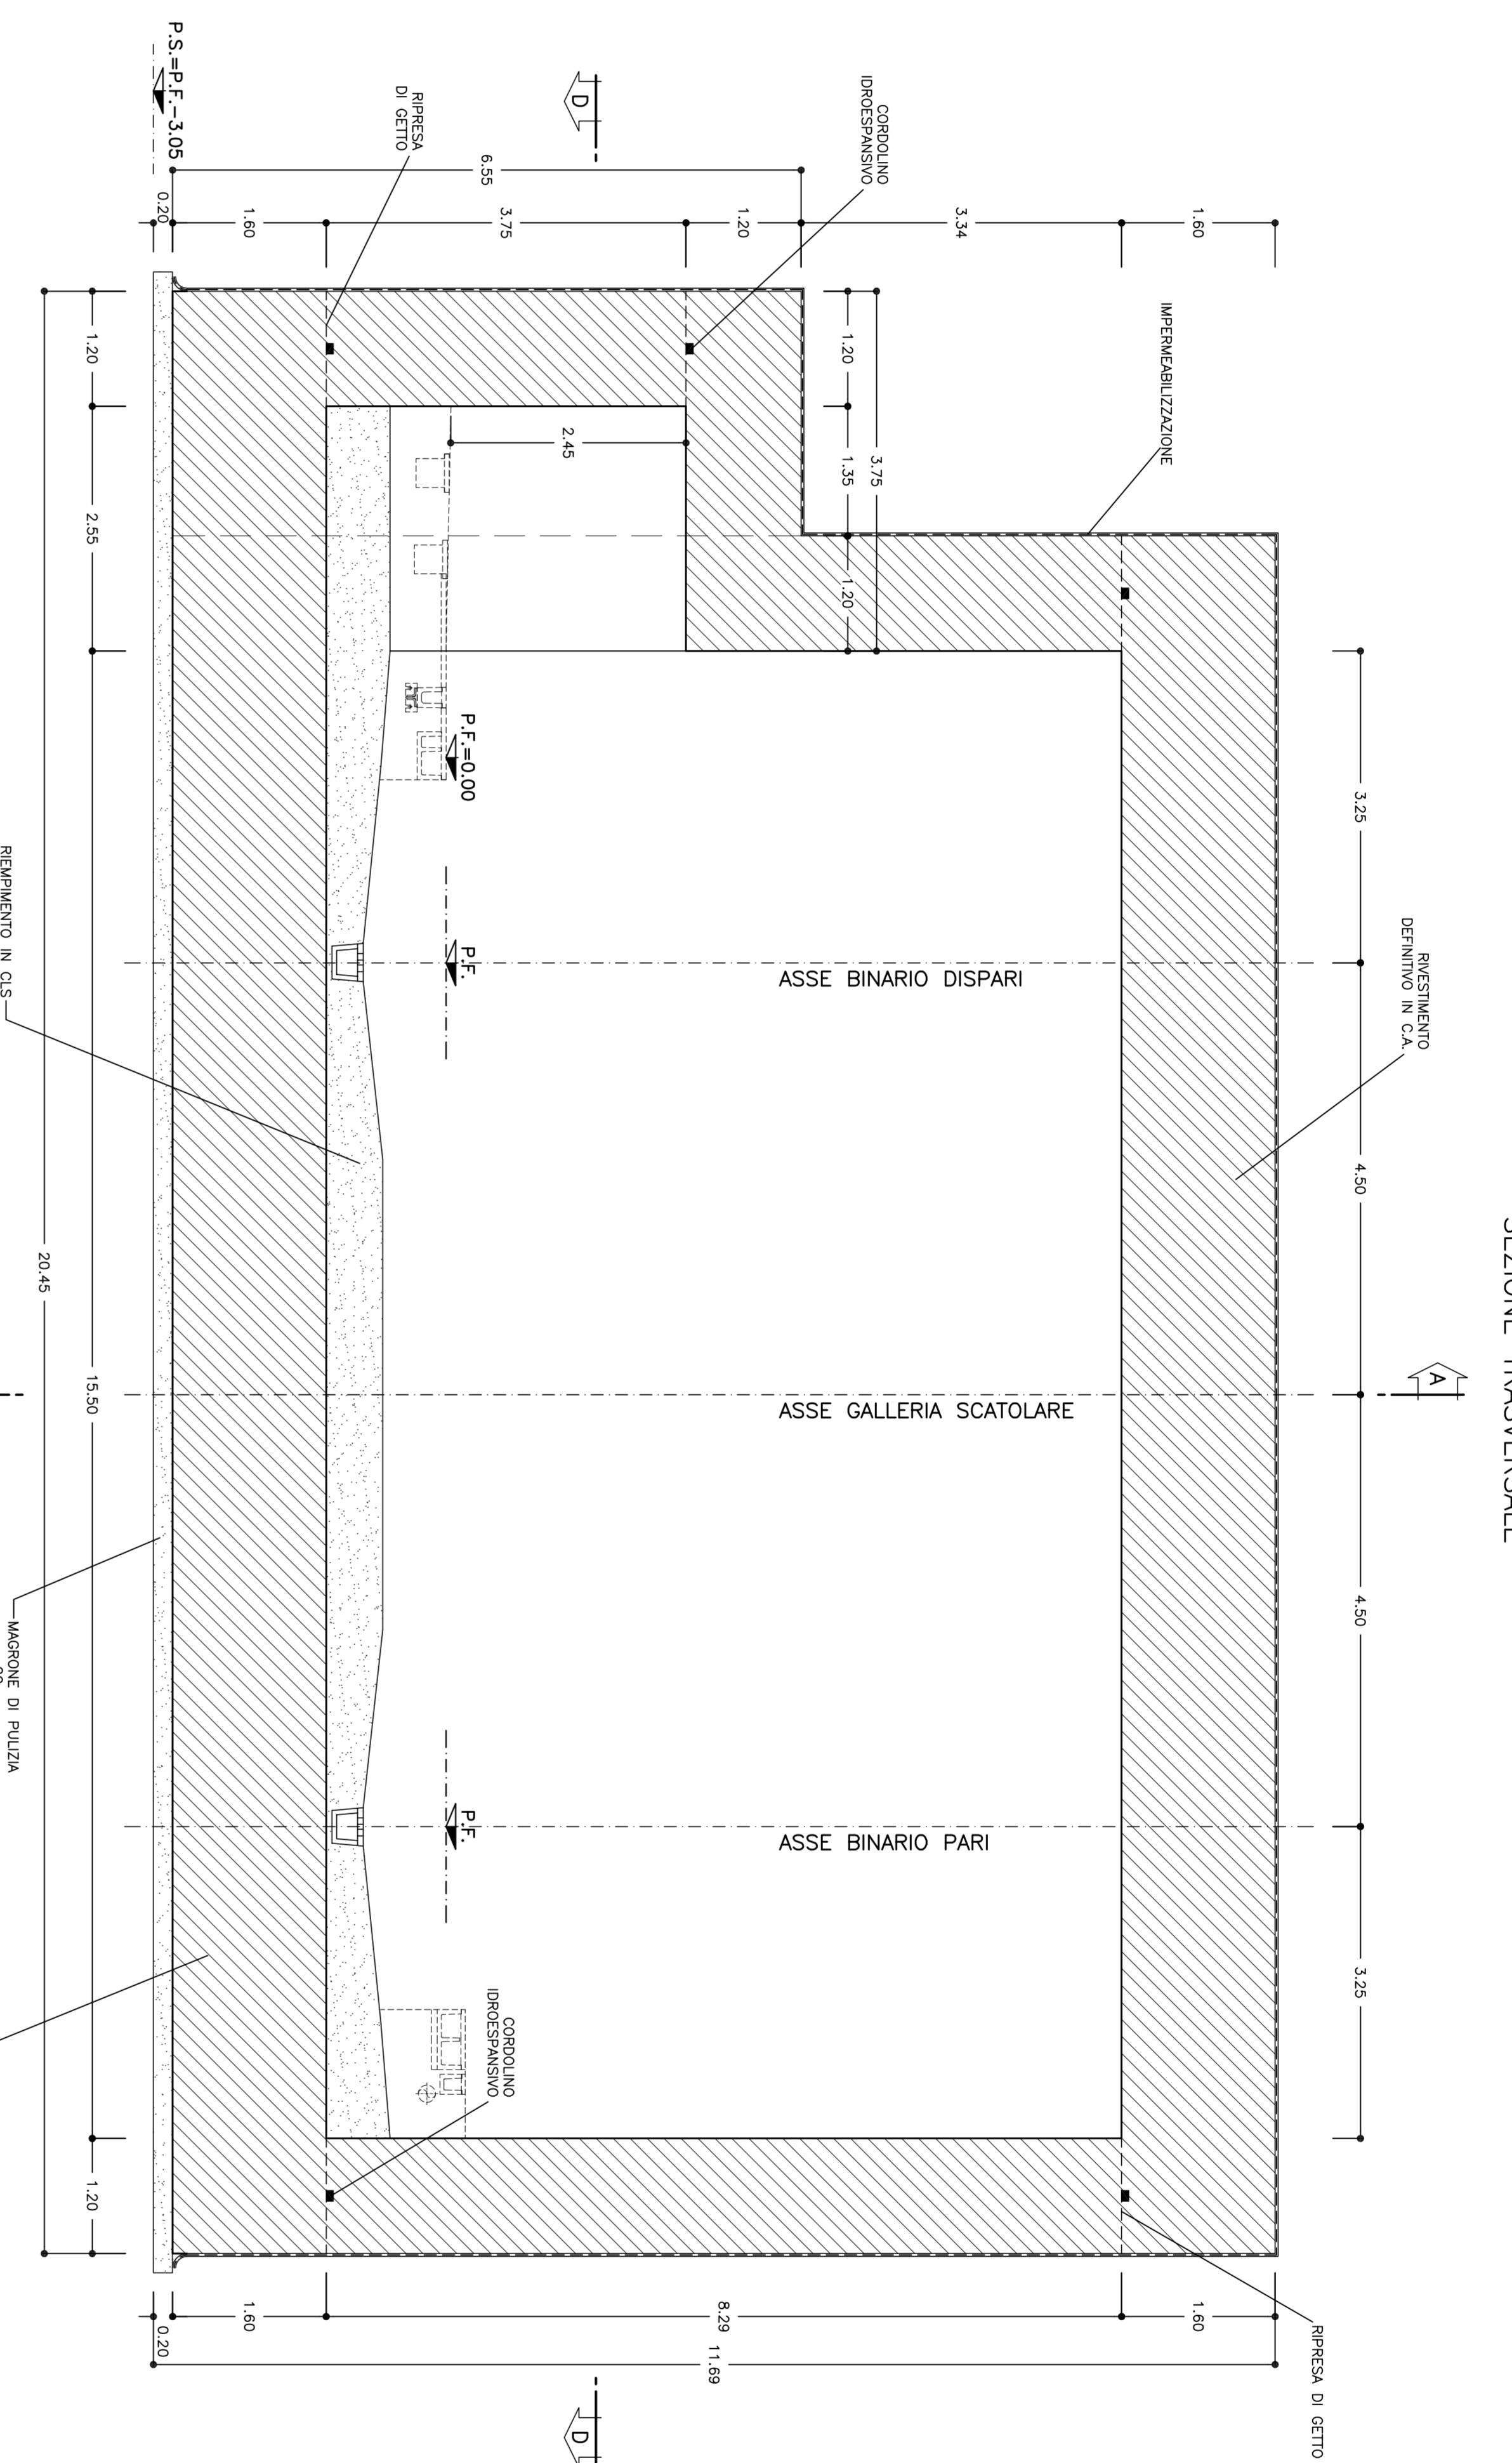 SEZIONE TRASVERSALE
A
RIVESTIMENTO
DEFINITIVO IN C.A.
3.25
4.50
4.50
3.25
RIPRESA DI GETTO
IMPERMEABILIZZAZIONE
1.60
3.34
1.20
3.75
1.60
0.20
6.55
CORDOLINO
IDROESPANSIVO
3.75
1.20
1.35
1.20
ASSE BINARIO DISPARI
ASSE GALLERIA SCATOLARE
ASSE BINARIO PARI
1.60
8.29
1.60
0.20
11.69
D
D
2.45
RIPRESA
DI GETTO
CORDOLINO
IDROESPANSIVO
P.F.=0.00
P.F.
P.F.
P.S.=P.F.-3.05
1.20
2.55
15.50
1.20
20.45
RIEMPIMENTO IN CLS
MAGRONE DI PULIZIA